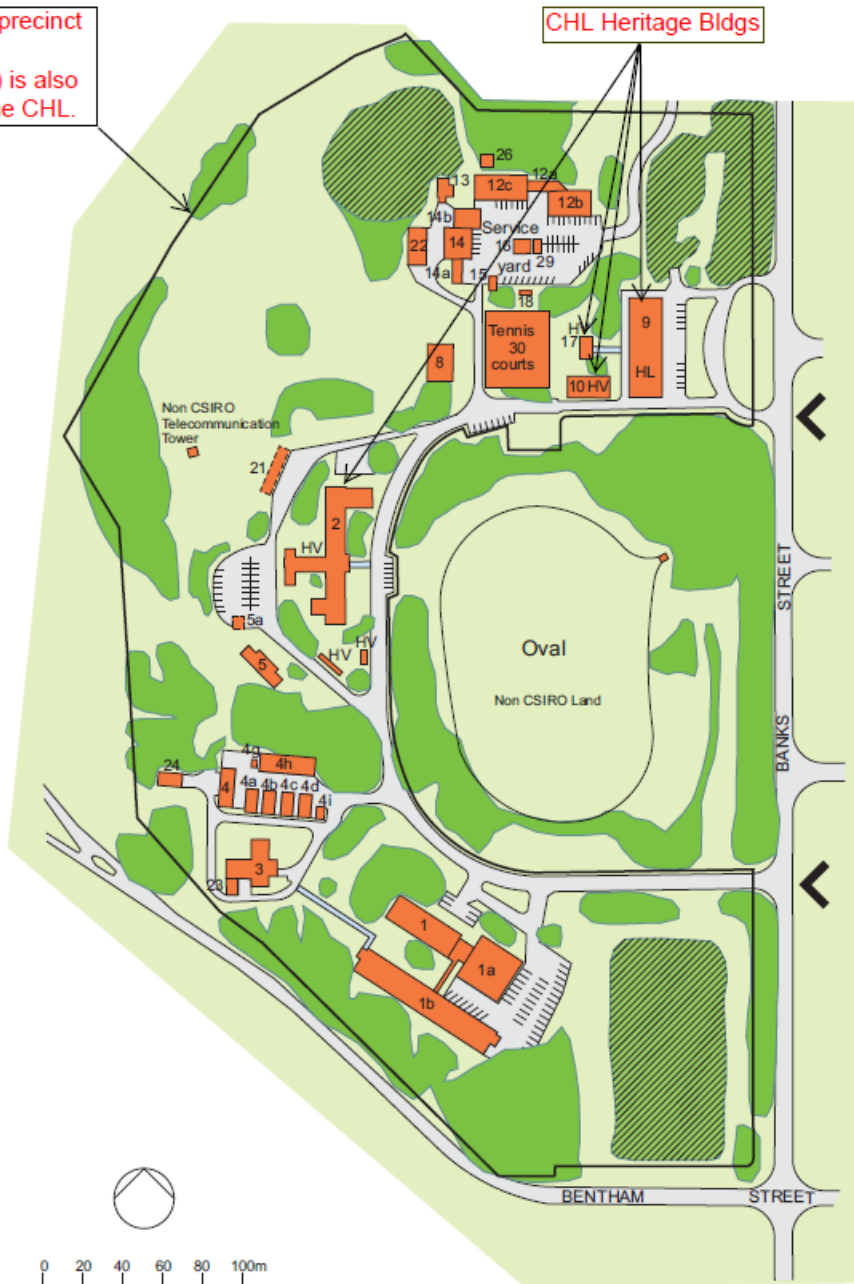 precinct
) is also
e CHL.
CHL Heritage Bldgs
26
13
12c
12a
12b
14b
Service
22
14
16
29
14a
15
yard
18
Tennis
30
courts
HV
17
9
HL
10 HV
8
Non CSIRO
Telecommunication
Tower
21
2
HV
5a
HV
HV
5
Oval
Non CSIRO Land
STREET
BANKS
4g
4h
24
4
4a
4b
4c
4d
4i
3
23
1
1a
1b
BENTHAM STREET
0 20 40 60 80 100m